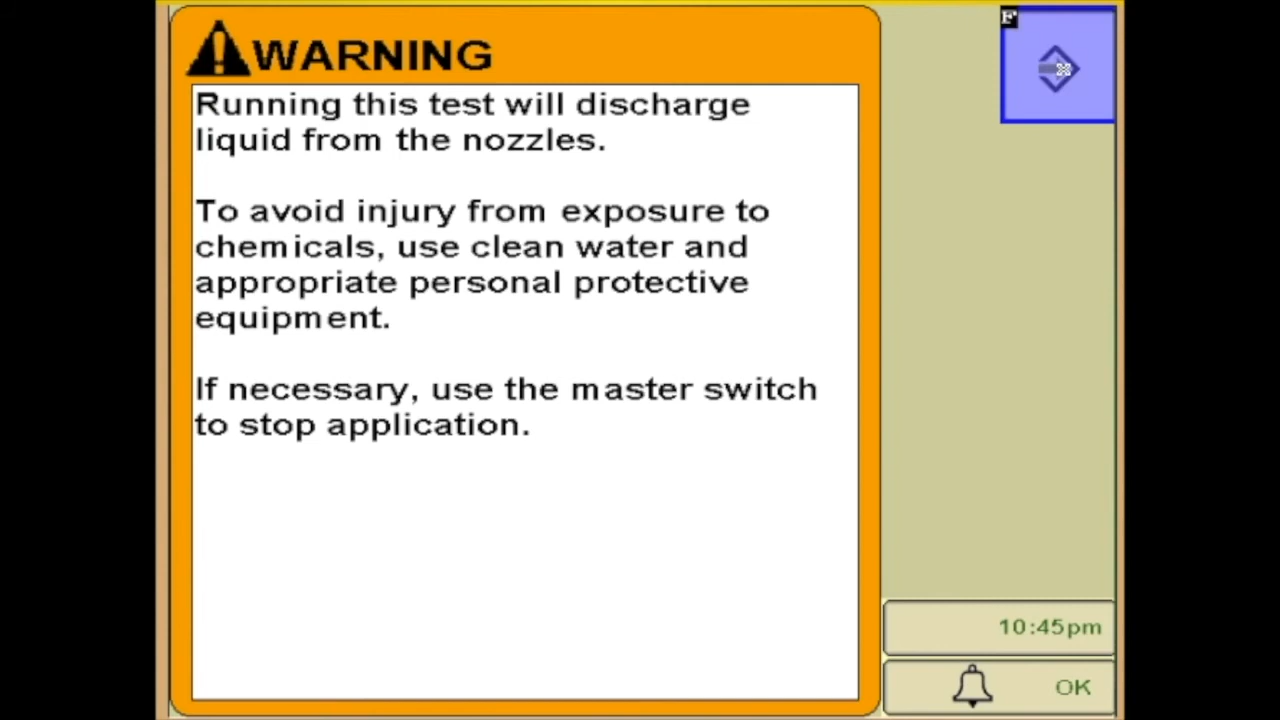 WARNING
Running this test will discharge
liquid from the nozzles.
To avoid injury from exposure to
chemicals, use clean water and
appropriate personal protective
equipment.
If necessary, use the master switch
to stop application.
F
10:45pm
OK